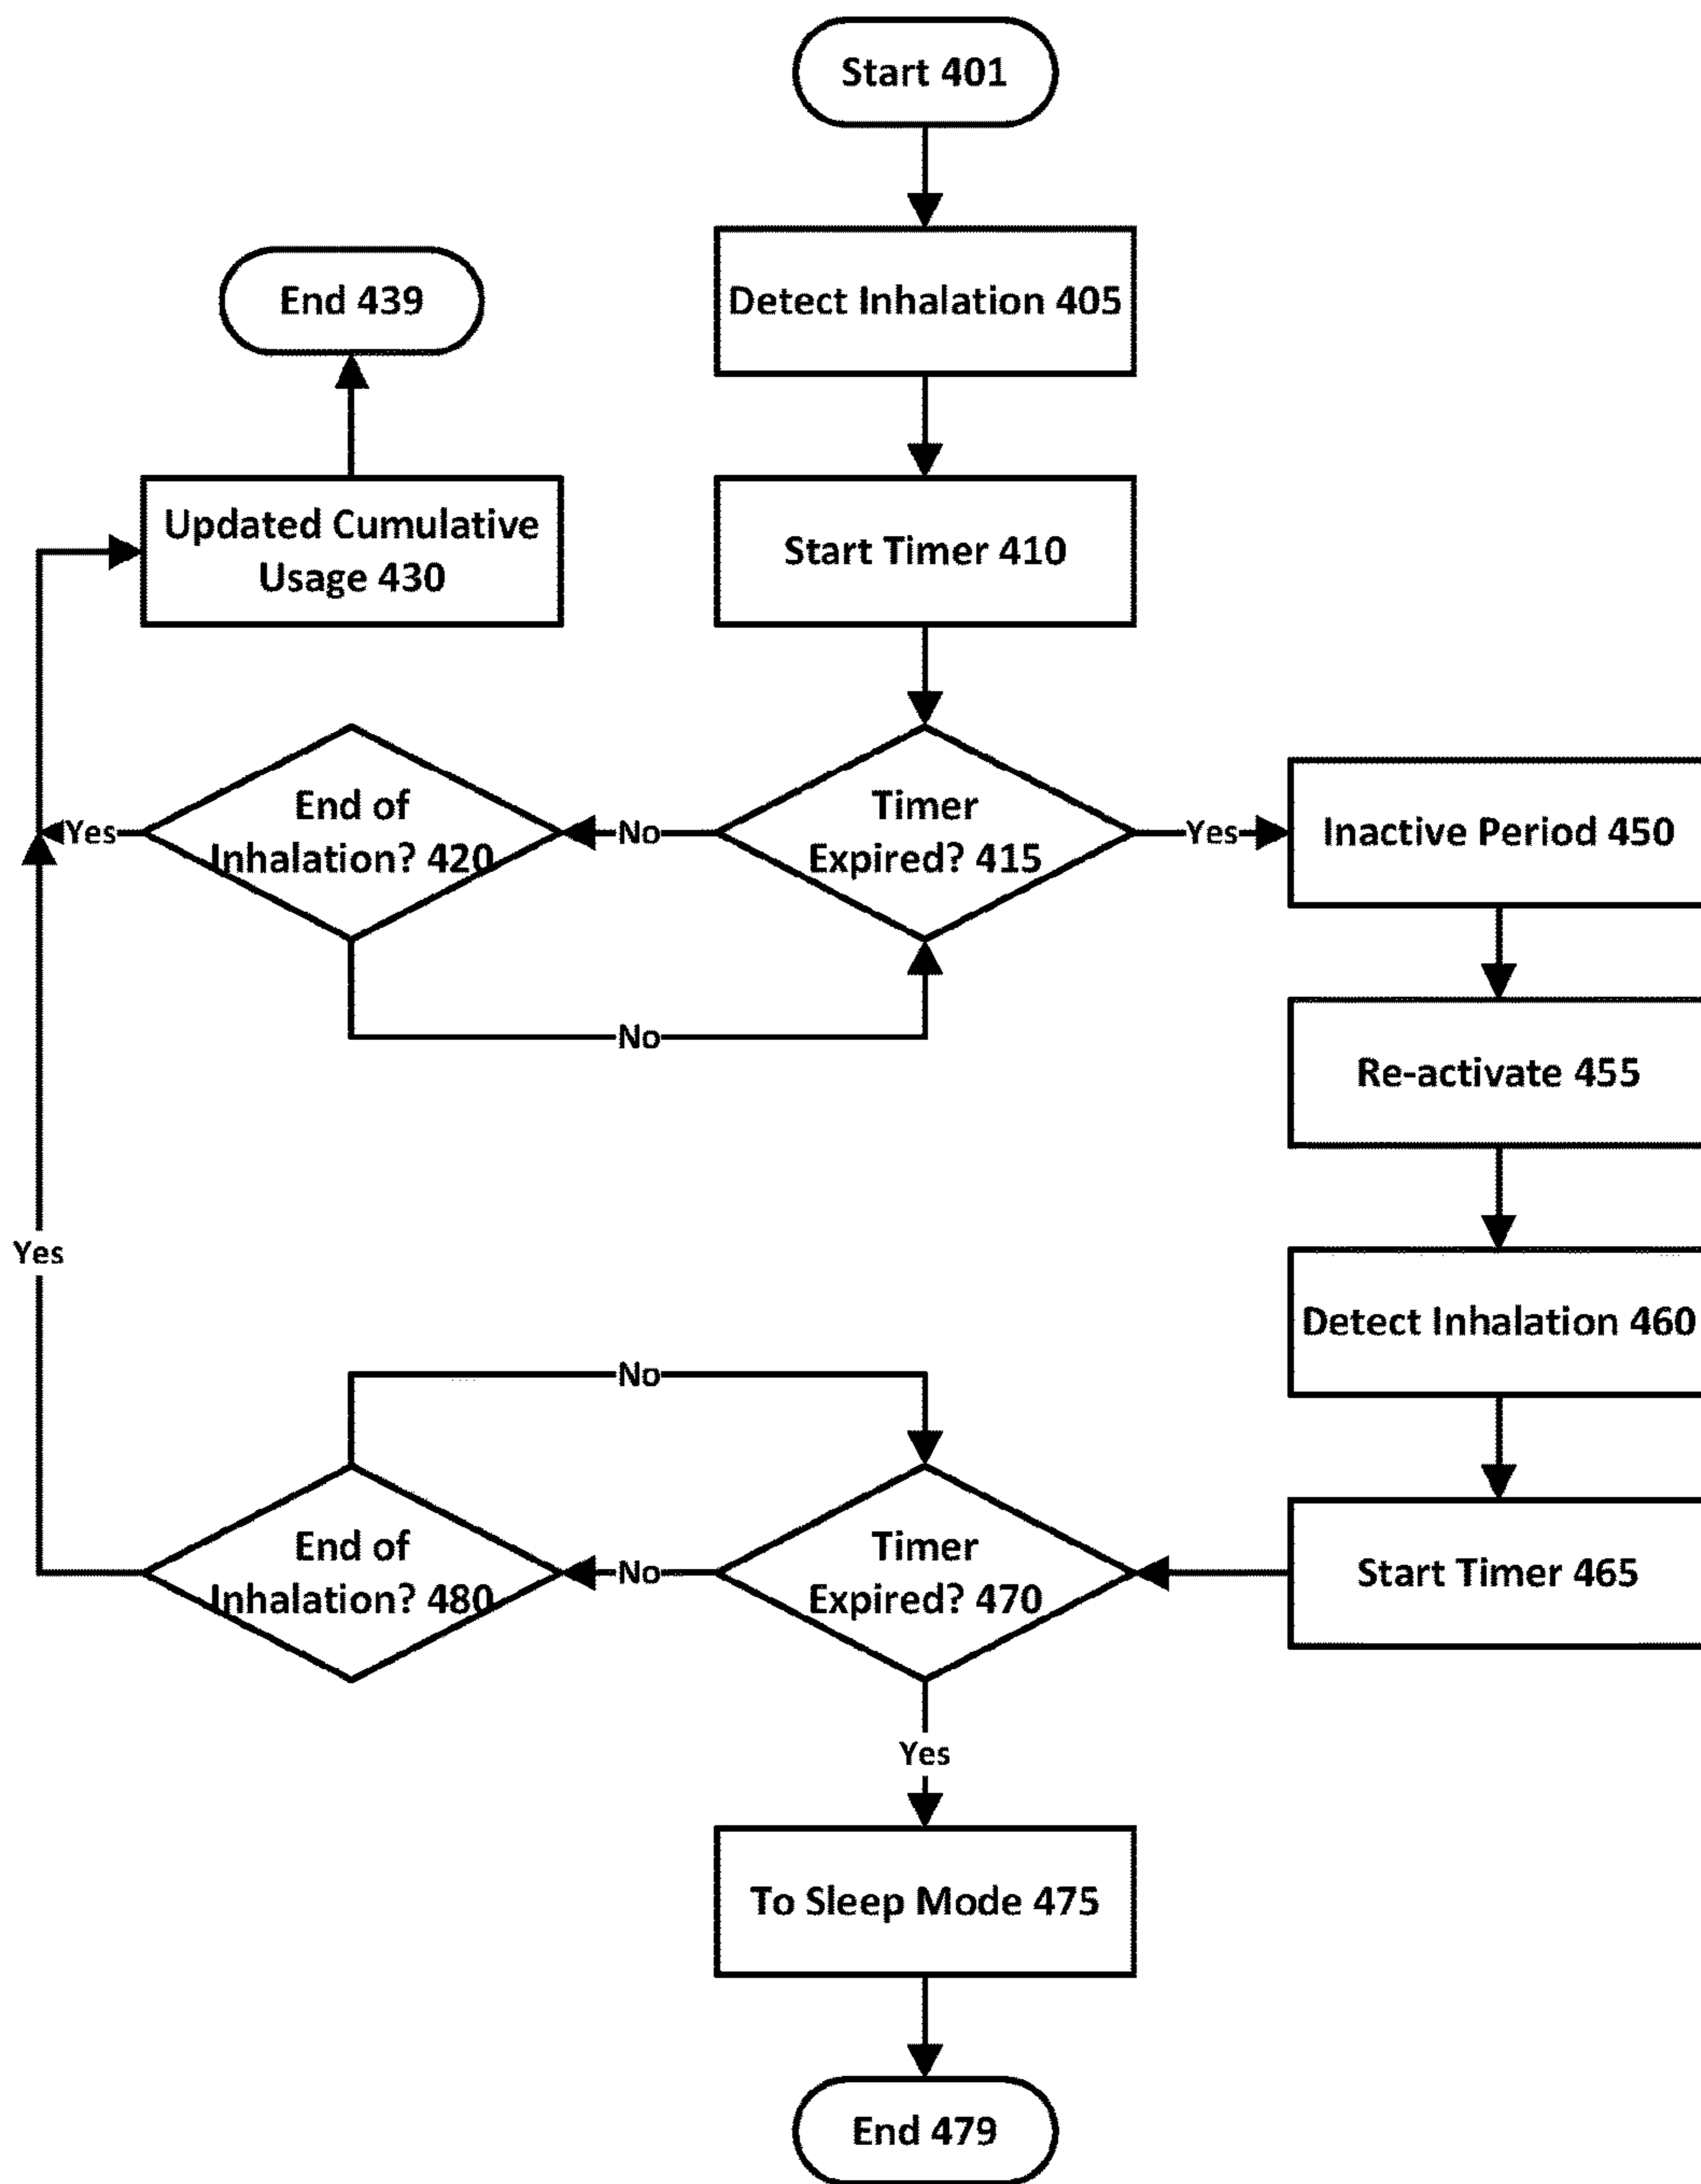 Start 401
Detect Inhalation 405
End 439
Updated Cumulative
Usage 430
Start Timer 410
End of
Inhalation? 420
Timer
Expired? 415
Inactive Period 450
Yes
No
Yes
No
Re-activate 455
Yes
Detect Inhalation 460
No
End of
Inhalation? 480
No
Timer
Expired? 470
Start Timer 465
Yes
To Sleep Mode 475
End 479